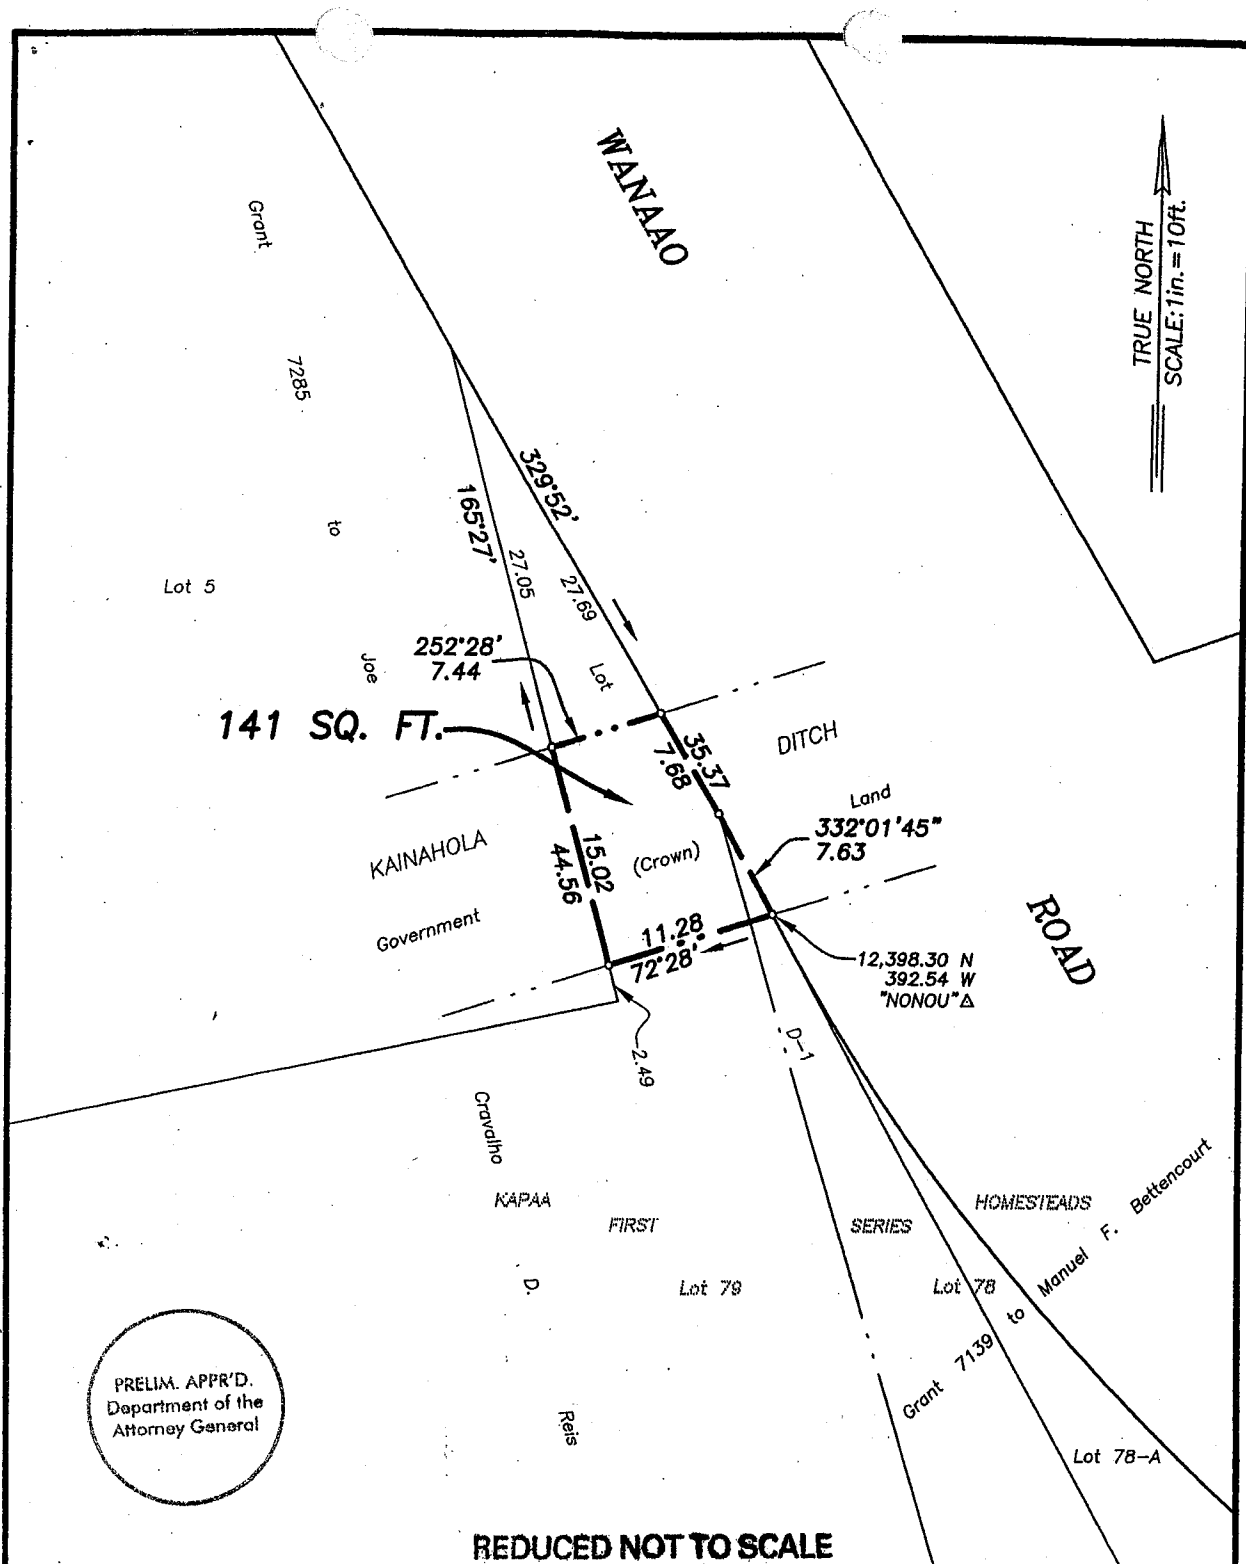 WANAAO
TRUE NORTH
SCALE:1in.=10ft.
Grant
7285
to
329°52'
165°27'
27.05
27.69
Lot 5
252°28'
7.44
Joe
Lot
141 SQ. FT.
35.37
7.68
DITCH
Land
332°01'45"
7.63
KAINAHOLA
15.02
44.56
(Crown)
Government
11.28
72°28'
ROAD
12,398.30 N
392.54 W
"NONOU"△
D-1
2.49
Cravalho
KAPAA
FIRST
SERIES
HOMESTEADS
D.
Lot 79
Lot 78
Grant 7139 to Manuel F. Bettencourt
PRELIM. APPR'D.
Department of the
Attorney General
Reis
Lot 78-A
REDUCED NOT TO SCALE